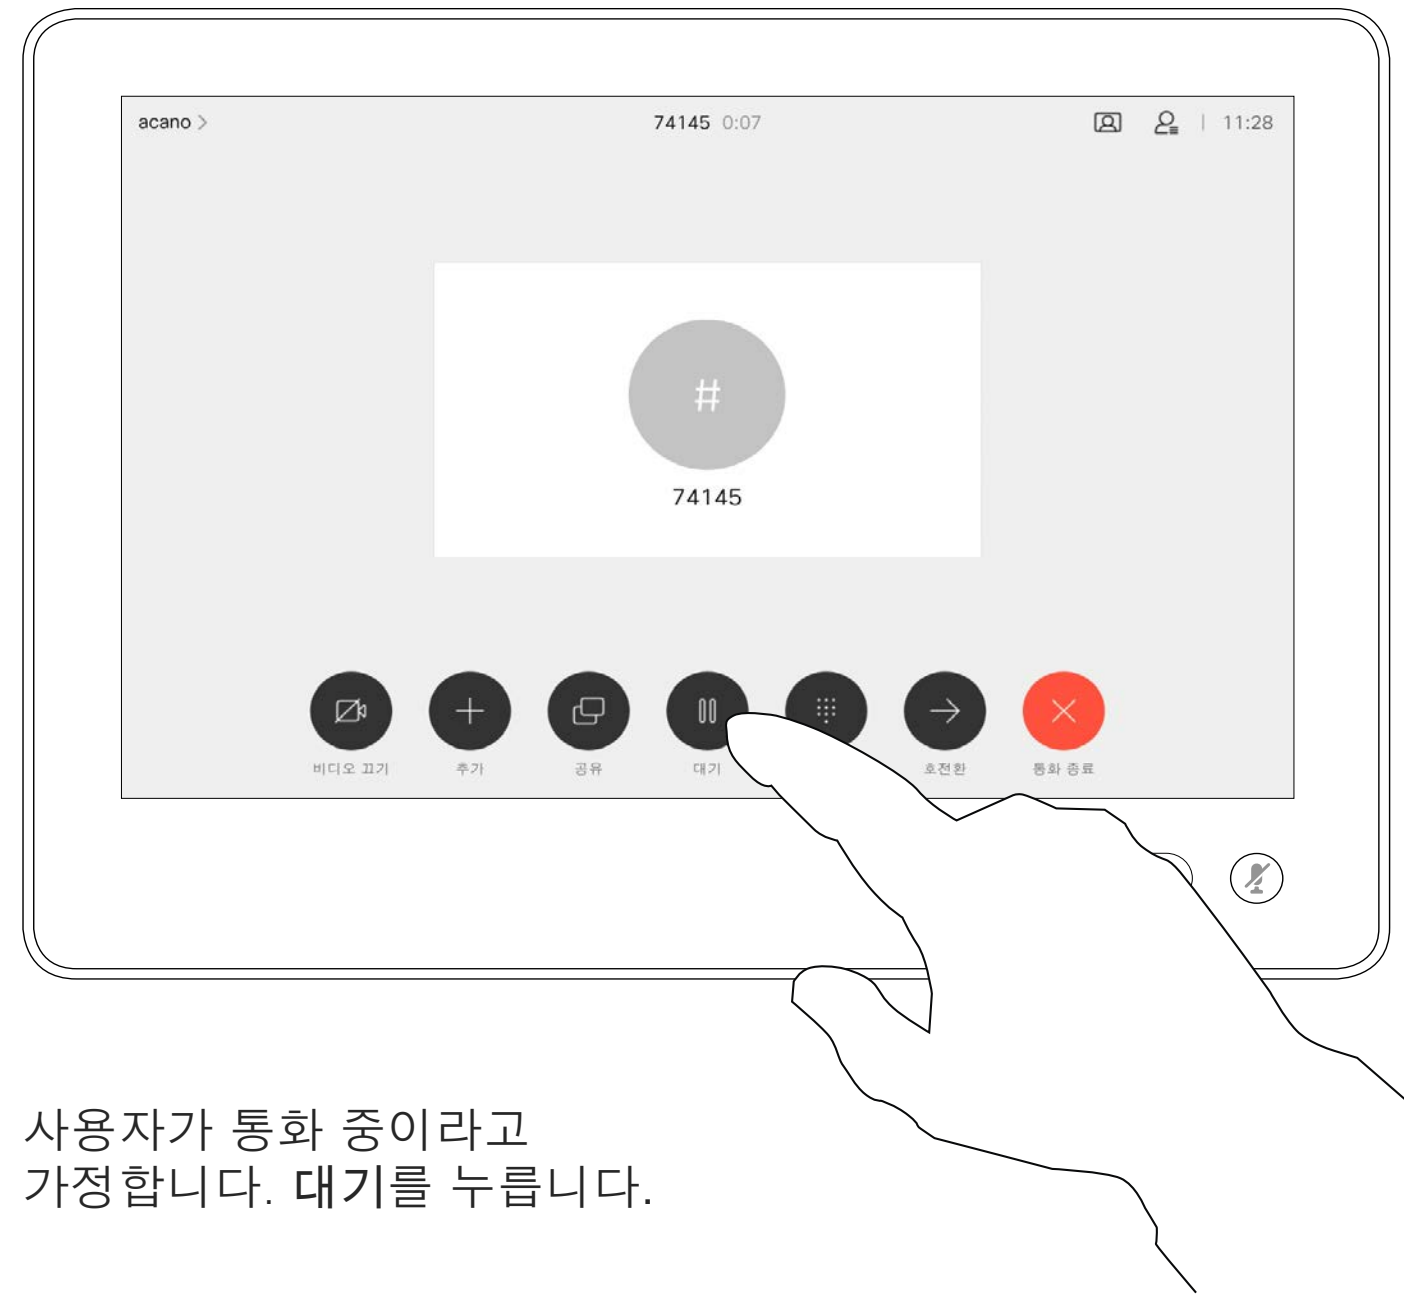 acano >
74145 0:07
11:28
#
74145
비디오 끄기
추가
공유
대기
호전환
통화 종료
사용자가 통화 중이라고
가정합니다. 대기를 누릅니다.